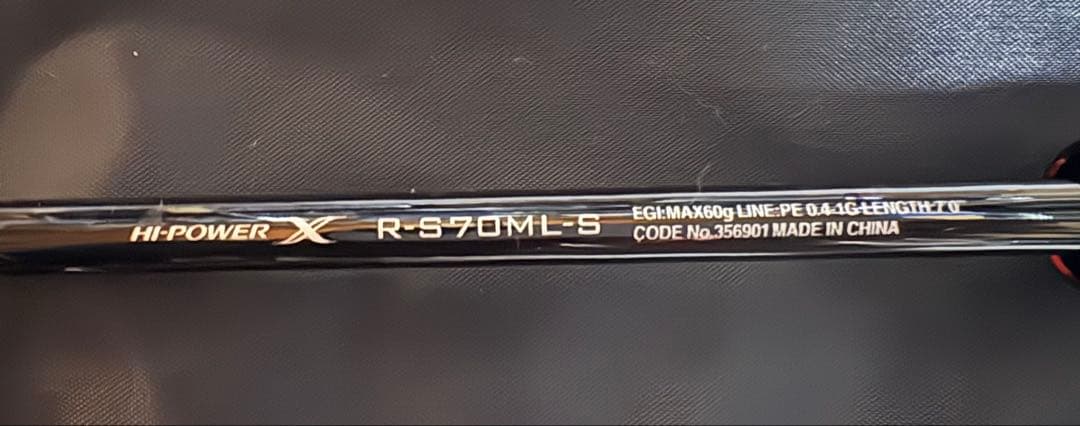 HI-POWER X R-S70ML-S
EGI:MAX60g LINE:PE 0.4-1G LENGTH 7'0"
CODE No.356901 MADE IN CHINA